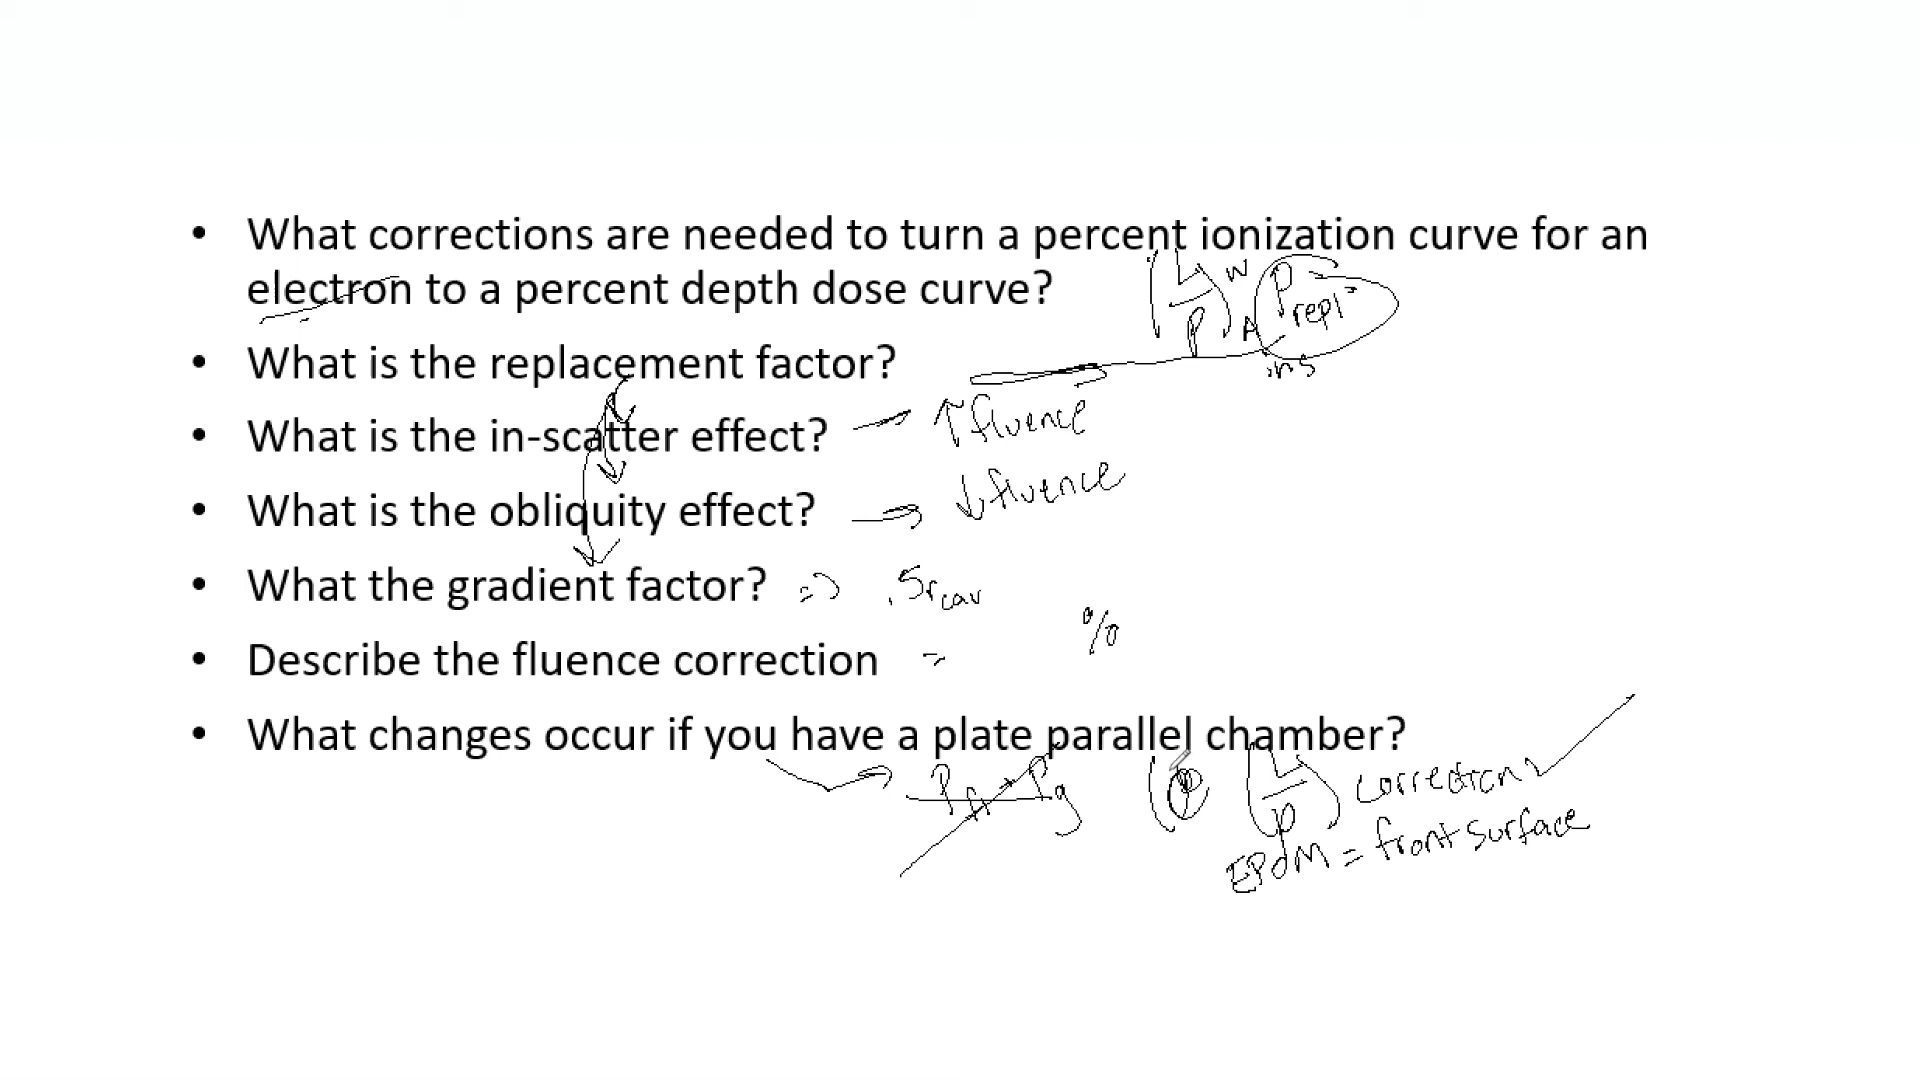 • What corrections are needed to turn a percent ionization curve for an
electron to a percent depth dose curve?
(L/ρ) W A P repl
ins
• What is the replacement factor?
• What is the in-scatter effect? → ↑ fluence
• What is the obliquity effect? → ↓ fluence
• What the gradient factor? => .5rcav
%
• Describe the fluence correction =
• What changes occur if you have a plate parallel chamber?
Pfl * Pg (L/ρ) correction
EPOM = front surface